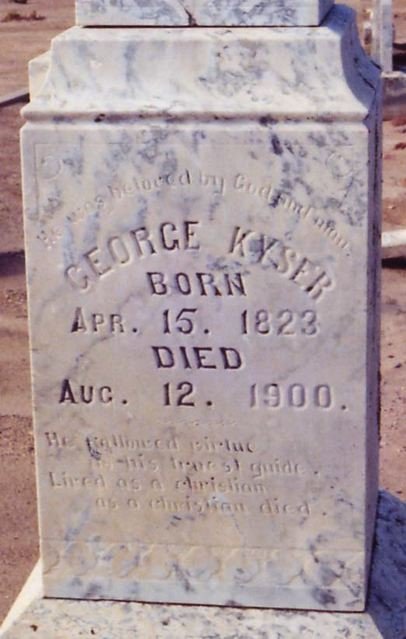 He was beloved by God and man.
GEORGE KYSER
BORN
APR. 15. 1823
DIED
AUG. 12. 1900.
He followed virtue
as his truest guide.
Lived as a christian
as a christian died.